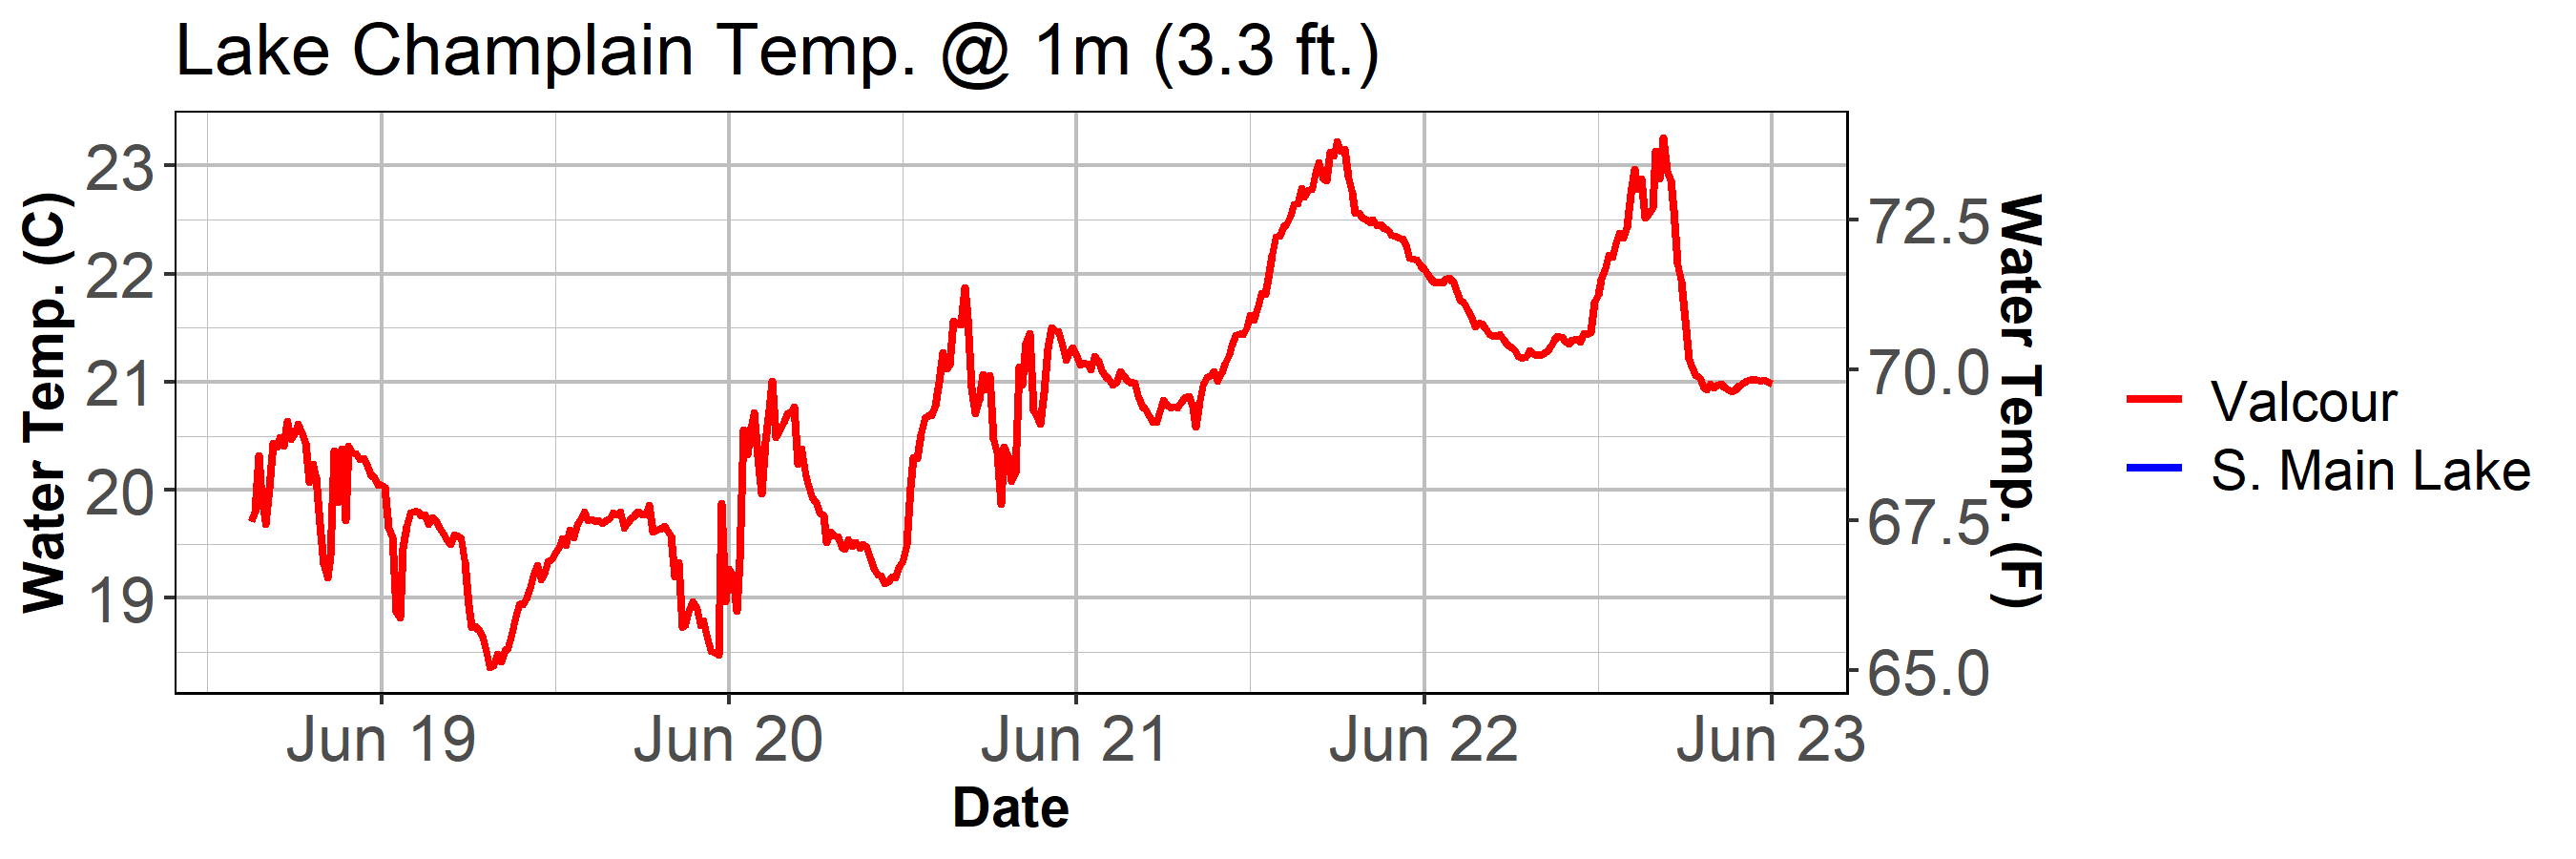 Lake Champlain Temp. @ 1m (3.3 ft.)
Water Temp. (C)
23
22
21
20
19
72.5
70.0
67.5
65.0
Water Temp. (F)
Jun 19
Jun 20
Jun 21
Jun 22
Jun 23
Date
Valcour
S. Main Lake